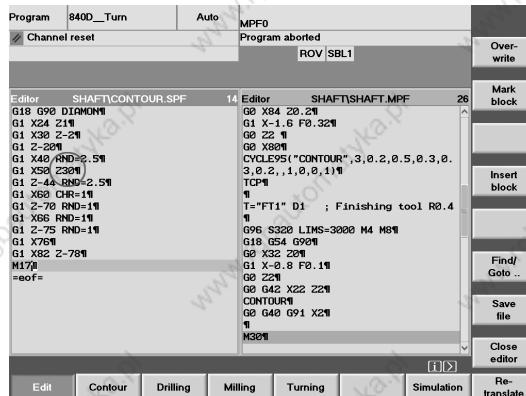 Program 840D__Turn Auto MPF0
// Channel reset Program aborted
ROV SBL1
Editor SHAFT\CONTOUR.SPF 14
G18 G90 DIAMON¶
G1 X24 Z1¶
G1 X30 Z-2¶
G1 Z-20¶
G1 X40 RND=2.5¶
G1 X50 Z30¶
G1 Z-44 RND=2.5¶
G1 X60 CHR=1¶
G1 Z-70 RND=1¶
G1 X66 RND=1¶
G1 Z-75 RND=1¶
G1 X76¶
G1 X82 Z-78¶
M17¶
=eof=
Editor SHAFT\SHAFT.MPF 26
G0 X84 Z0.2¶
G1 X-1.6 F0.32¶
G0 Z2 ¶
G0 X80¶
CYCLE95("CONTOUR",3,0.2,0.5,0.3,0.
3,0.2,,1,0,0,1)¶
TCP¶
¶
T="FT1" D1 ; Finishing tool R0.4
¶
G96 S320 LIMS=3000 M4 M8¶
G18 G54 G90¶
G0 X32 Z0¶
G1 X-0.8 F0.1¶
G0 Z2¶
G0 G42 X22 Z2¶
CONTOUR¶
G0 G40 G91 X2¶
¶
M30¶
Over-
write
Mark
block
Insert
block
Find/
Goto ..
Save
file
Close
editor
Re-
translate
i >
Edit Contour Drilling Milling Turning Simulation